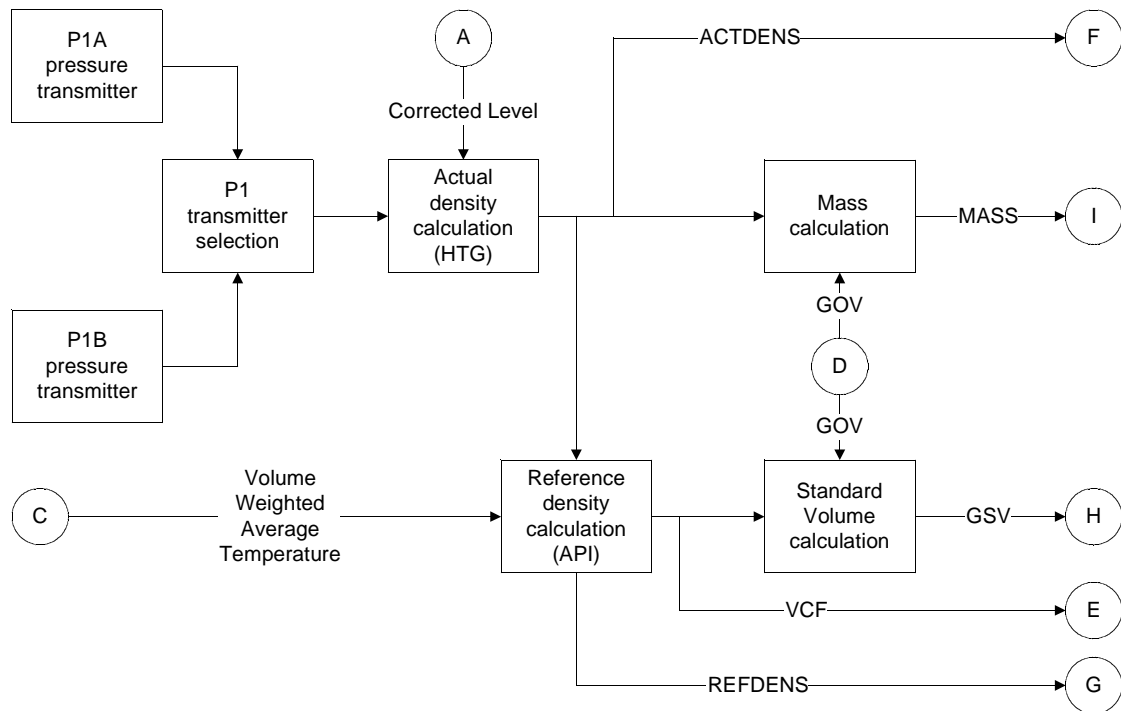 P1A
pressure
transmitter
A
ACTDENS
F
Corrected Level
P1
transmitter
selection
Actual
density
calculation
(HTG)
Mass
calculation
MASS
I
GOV
P1B
pressure
transmitter
D
GOV
C
Volume
Weighted
Average
Temperature
Reference
density
calculation
(API)
Standard
Volume
calculation
GSV
H
VCF
E
REFDENS
G